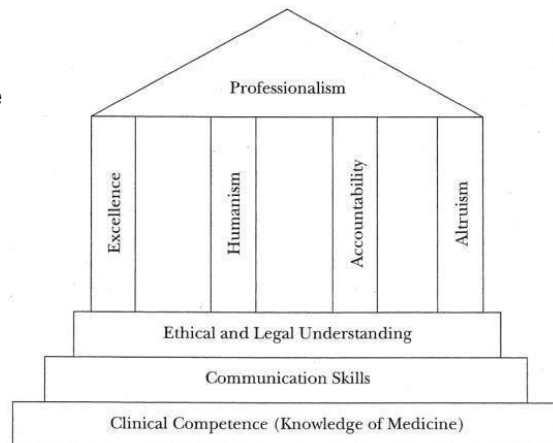 Professionalism
Excellence
Humanism
Accountability
Altruism
Ethical and Legal Understanding
Communication Skills
Clinical Competence (Knowledge of Medicine)